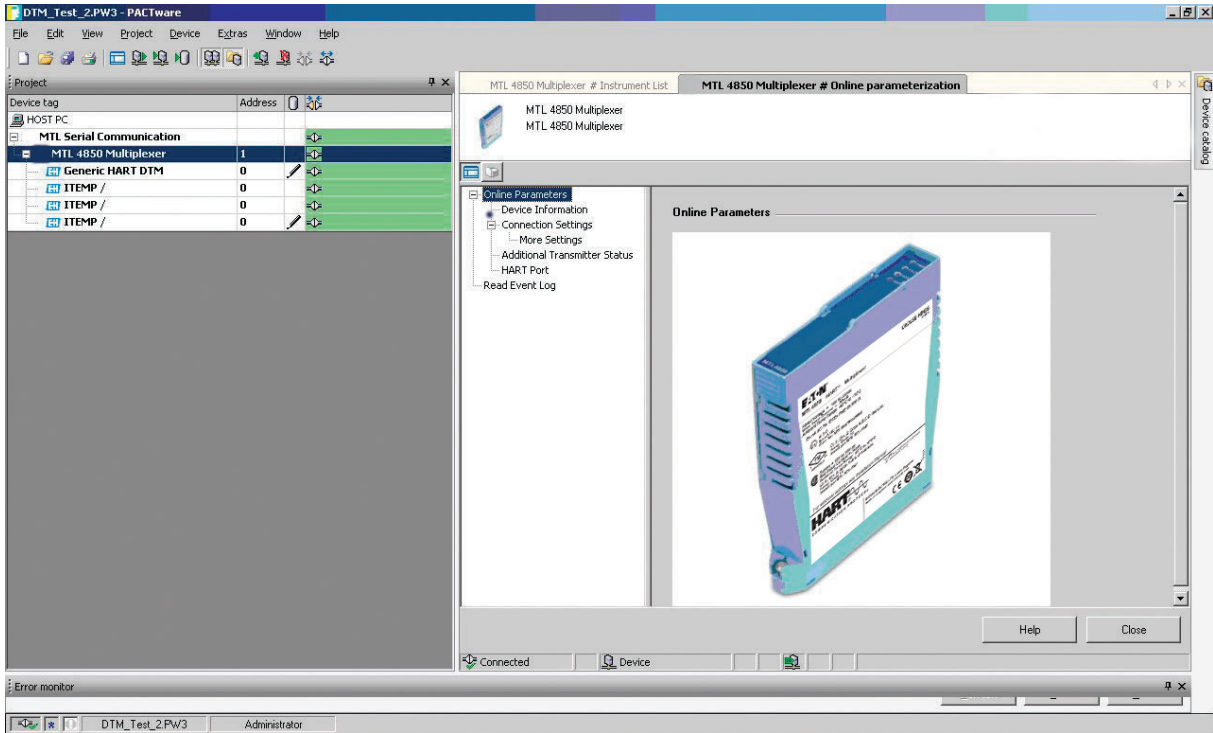 DTM_Test_2.PW3 - PACTware
File Edit View Project Device Extras Window Help
Project
Device tag Address
HOST PC
MTL Serial Communication
MTL 4850 Multiplexer 1
Generic HART DTM 0
ITEMP / 0
ITEMP / 0
ITEMP / 0
MTL 4850 Multiplexer # Instrument List
MTL 4850 Multiplexer # Online parameterization
MTL 4850 Multiplexer
MTL 4850 Multiplexer
Device catalog
Online Parameters
Device Information
Connection Settings
More Settings
Additional Transmitter Status
HART Port
Read Event Log
Online Parameters
EATON
HART
Help
Close
Connected
Device
Error monitor
DTM_Test_2.PW3
Administrator